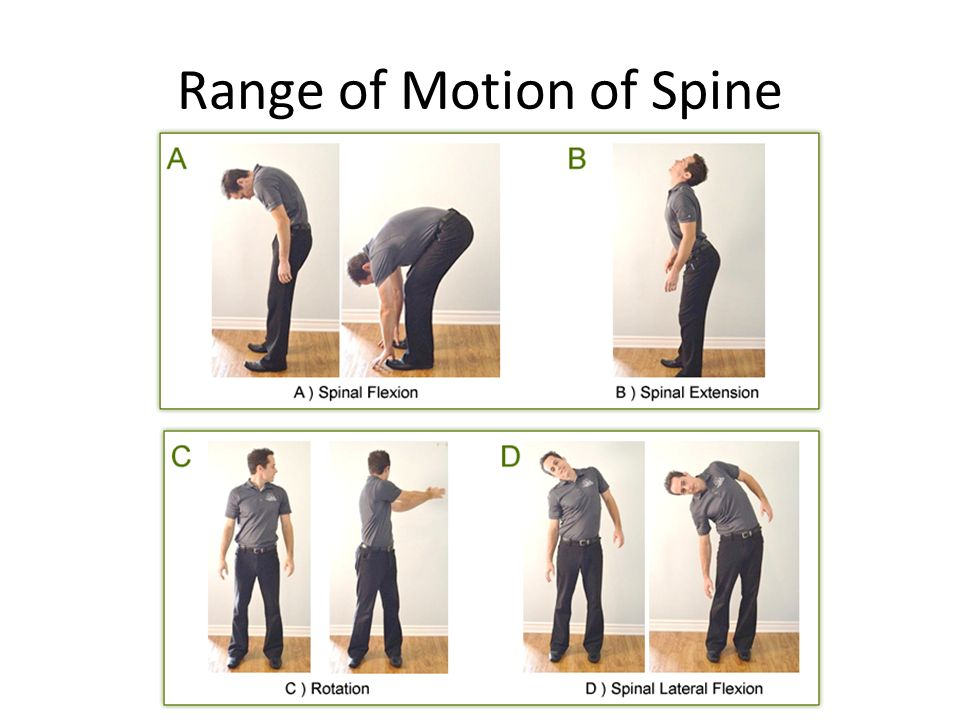 Range of Motion of Spine
A
B
A ) Spinal Flexion
B ) Spinal Extension
C
D
C ) Rotation
D ) Spinal Lateral Flexion